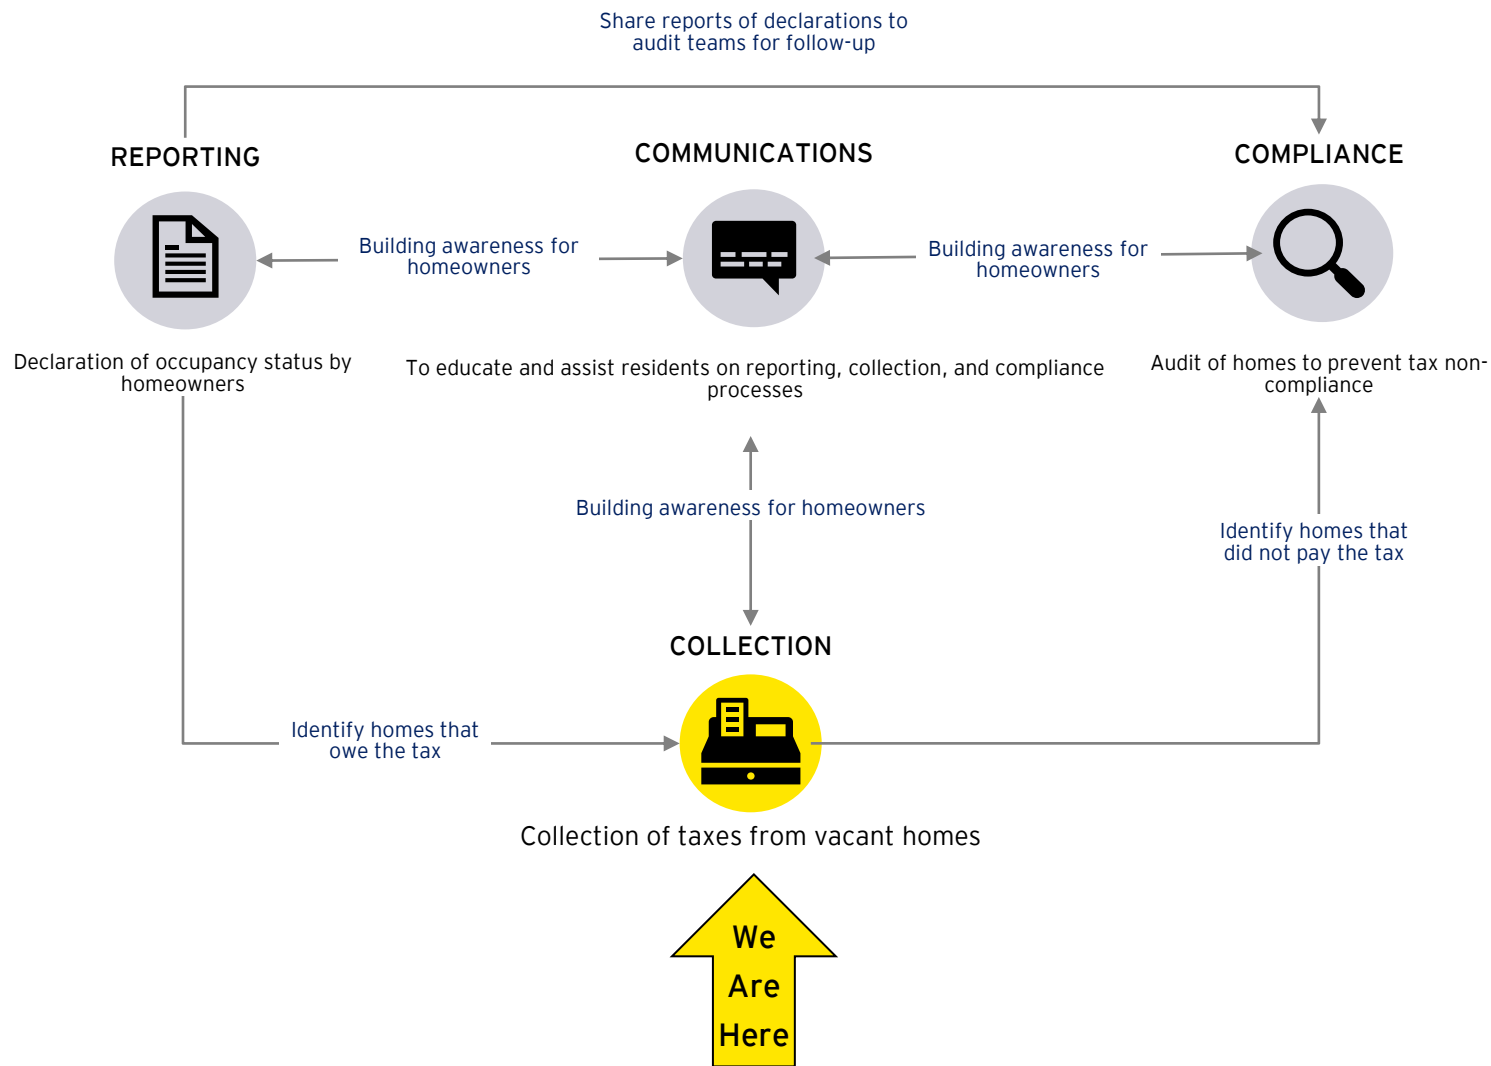 Share reports of declarations to
audit teams for follow-up
REPORTING
COMMUNICATIONS
COMPLIANCE
Building awareness for
homeowners
Building awareness for
homeowners
Declaration of occupancy status by
homeowners
To educate and assist residents on reporting, collection, and compliance
processes
Audit of homes to prevent tax non-
compliance
Building awareness for homeowners
Identify homes that
did not pay the tax
COLLECTION
Identify homes that
owe the tax
Collection of taxes from vacant homes
We
Are
Here